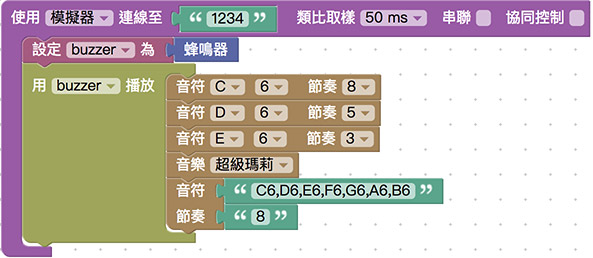 使用 模擬器 連線至 “ 1234 ” 類比取樣 50 ms 串聯 協同控制
設定 buzzer 為 蜂鳴器
用 buzzer 播放 音符 C 6 節奏 8
音符 D 6 節奏 5
音符 E 6 節奏 3
音樂 超級瑪莉
音符 “ C6,D6,E6,F6,G6,A6,B6 ”
節奏 “ 8 ”